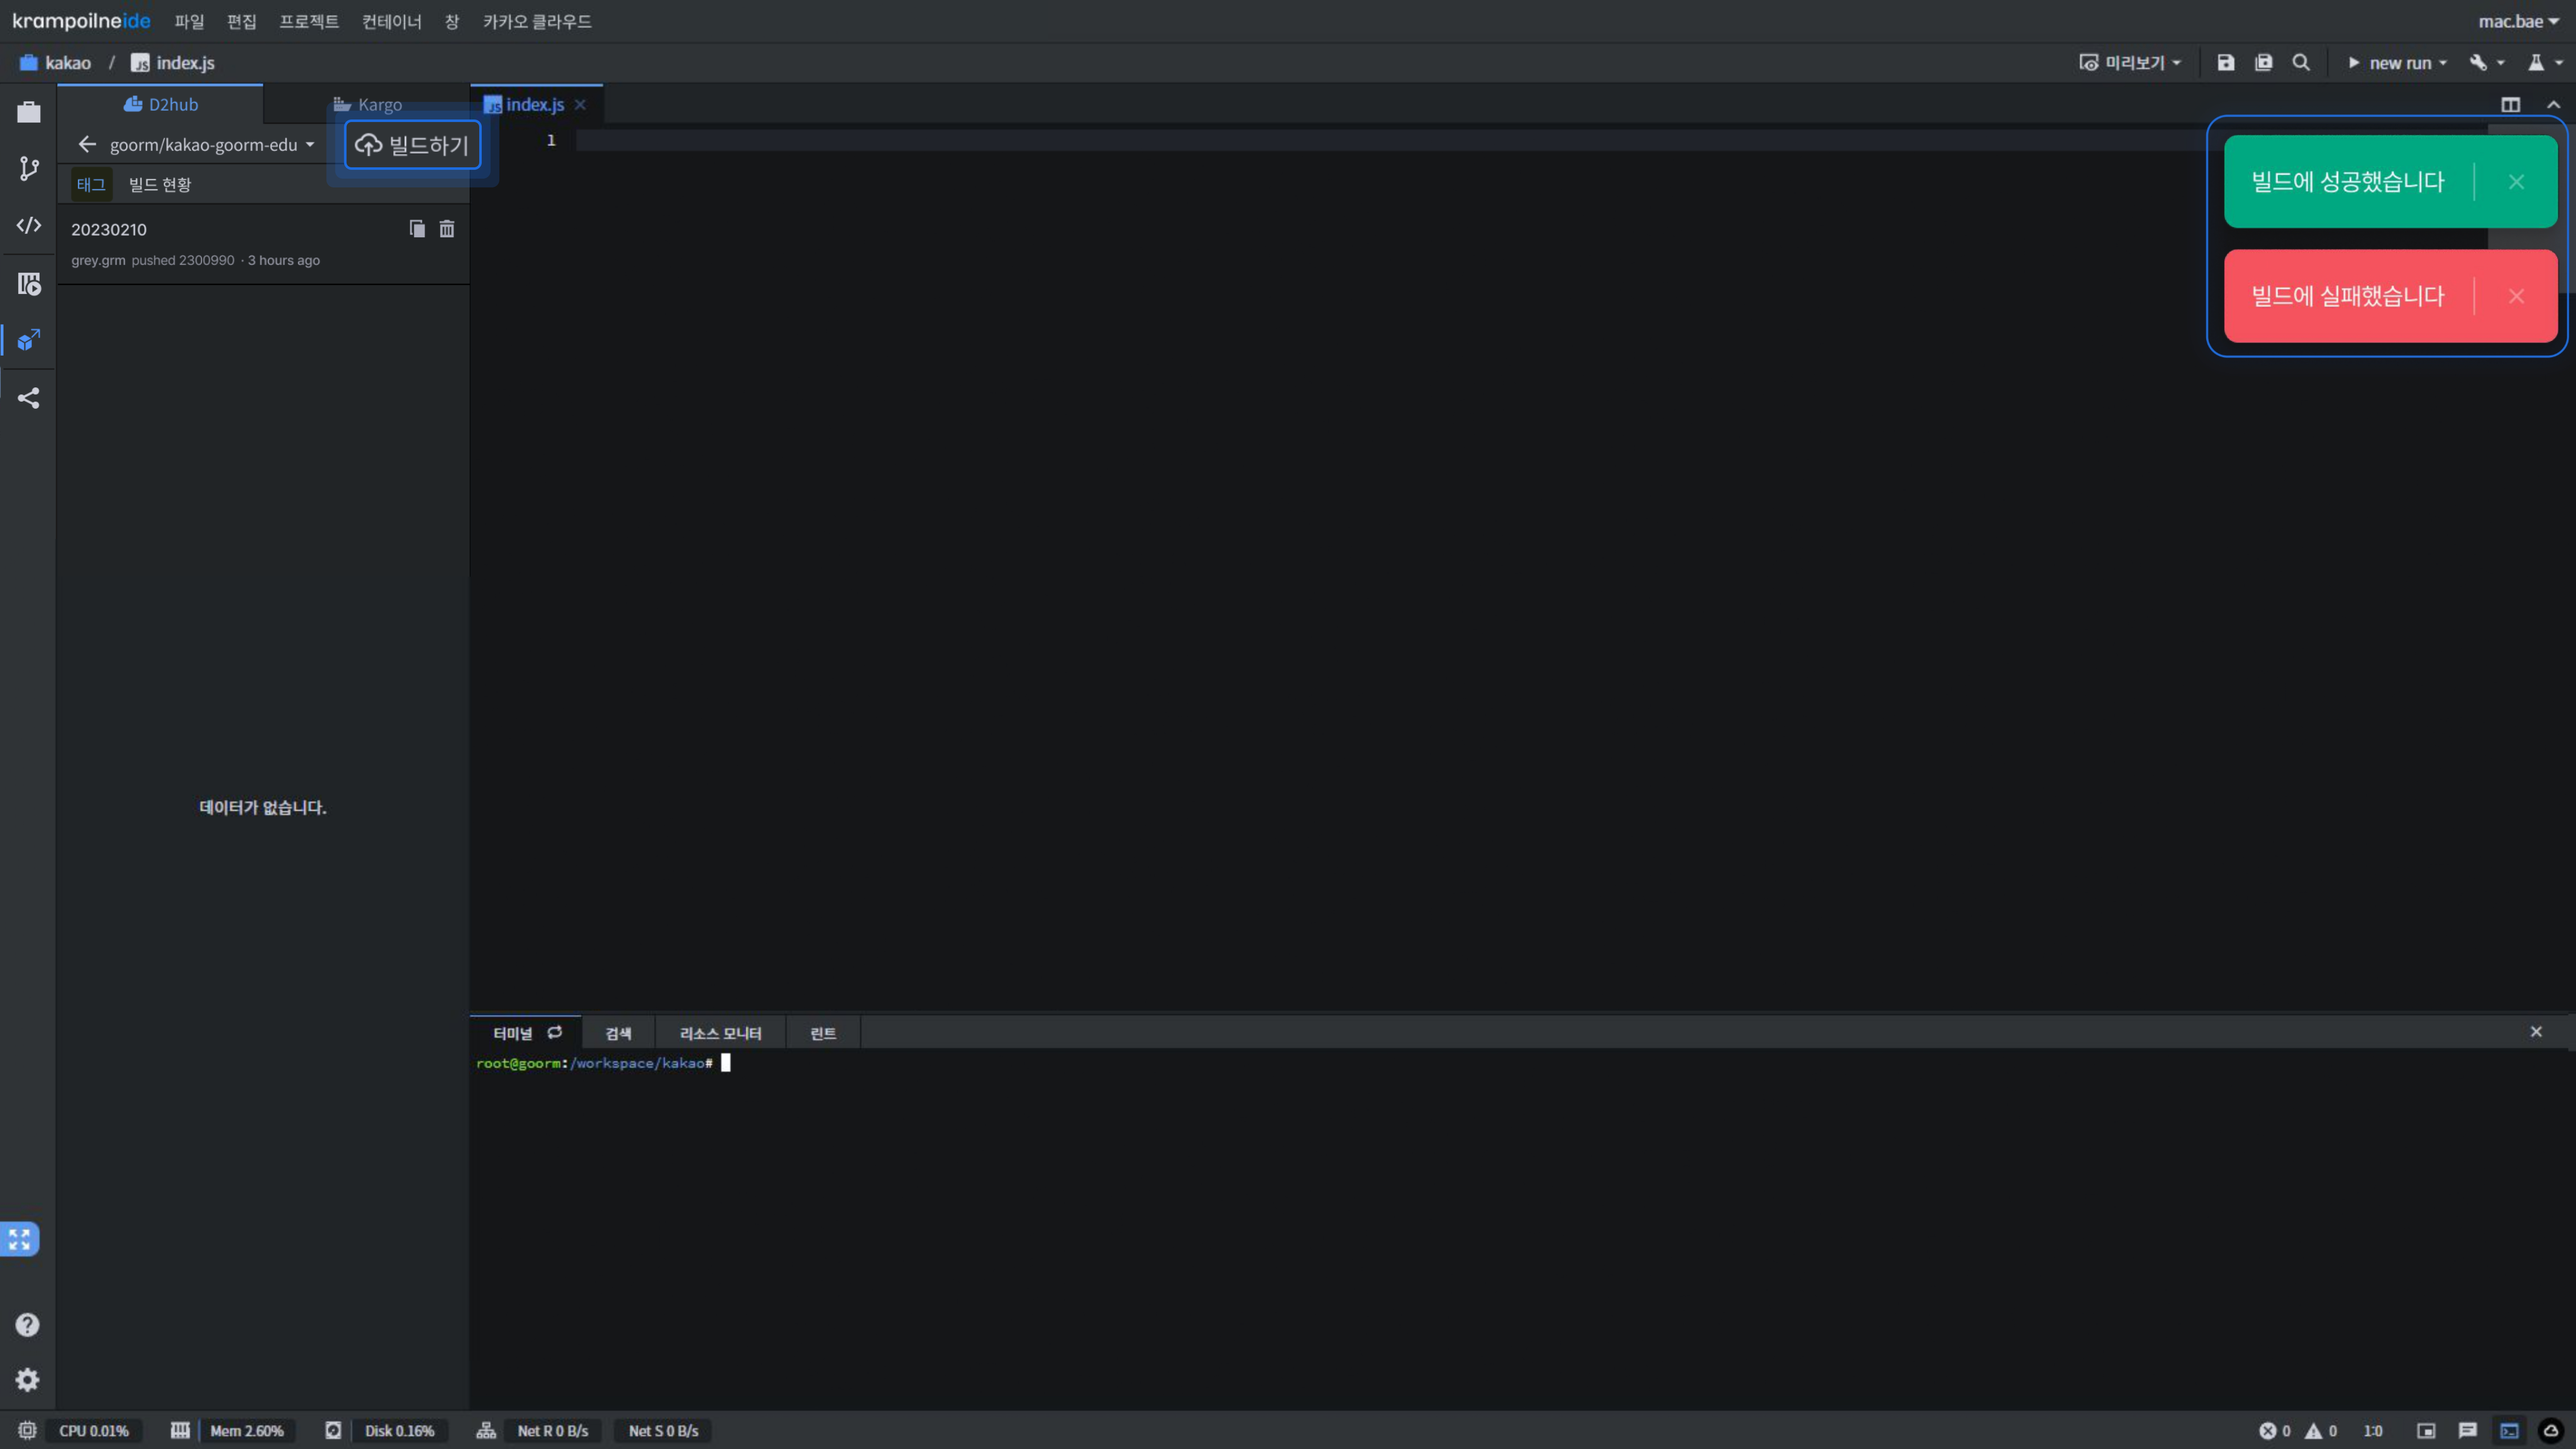 krampoilneide 파일 편집 프로젝트 컨테이너 창 카카오 클라우드 mac.bae
kakao / JS index.js 미리보기 new run
D2hub Kargo JS index.js
goorm/kakao-goorm-edu 빌드하기 1
태그 빌드 현황
빌드에 성공했습니다
20230210
grey.grm pushed 2300990 · 3 hours ago
빌드에 실패했습니다
데이터가 없습니다.
터미널 검색 리소스 모니터 린트
root@goorm:/workspace/kakao#
CPU 0.01% Mem 2.60% Disk 0.16% Net R 0 B/s Net S 0 B/s 0 0 1:0